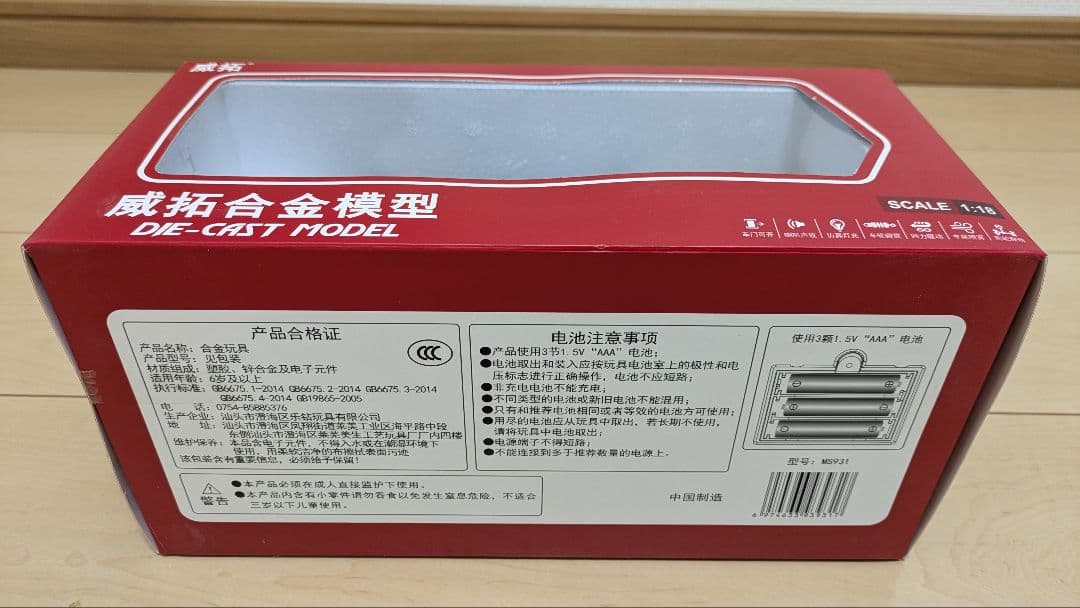 威拓
威拓合金模型
DIE-CAST MODEL
SCALE 1:18
车门可开
仿真灯光
产品合格证
产品名称：合金玩具
产品型号：见包装
材质组成：塑胶、锌合金及电子元件
适用年龄：6岁及以上
执行标准：GB6675.1-2014 GB6675.2-2014 GB6675.3-2014
GB6675.4-2014 GB19865-2005
电 话：0754-85885376
生产企业：汕头市澄海区乐钻玩具有限公司
地 址：汕头市澄海区凤翔街道莱美工业区海平路中段
东侧汕头市澄海区莱芙美生工艺玩具厂厂内四楼
维护保养：本品含电子元件，不得入水或在潮湿环境下
使用，用柔软洁净的布擦拭表面污迹
该包装含有重要信息，必须给予保留！
CCC
电池注意事项
●产品使用3节1.5V“AAA”电池；
●电池取出和装入应按玩具电池室上的极性和电
压标志进行正确操作，电池不应短路；
●非充电电池不能充电；
●不同类型的电池或新旧电池不能混用；
●只有和推荐电池相同或者等效的电池方可使用；
●用尽的电池应从玩具中取出，若长期不使用，
请将玩具中电池取出；
●电源端子不得短路；
●不能连接到多于推荐数量的电源上。
使用3颗1.5V“AAA”电池
型号：MS931
警告
●本产品必须在成人直接监护下使用。
●本产品内含有小零件请勿吞食以免发生窒息危险，不适合
三岁以下儿童使用。
中国制造